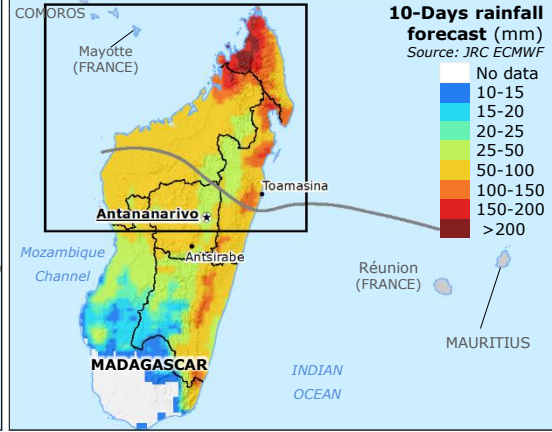 COMOROS
Mayotte
(FRANCE)
10-Days rainfall
forecast (mm)
Source: JRC ECMWF
No data
10-15
15-20
20-25
25-50
50-100
100-150
150-200
>200
Toamasina
Antananarivo
Antsirabe
Mozambique
Channel
Réunion
(FRANCE)
MAURITIUS
MADAGASCAR
INDIAN
OCEAN